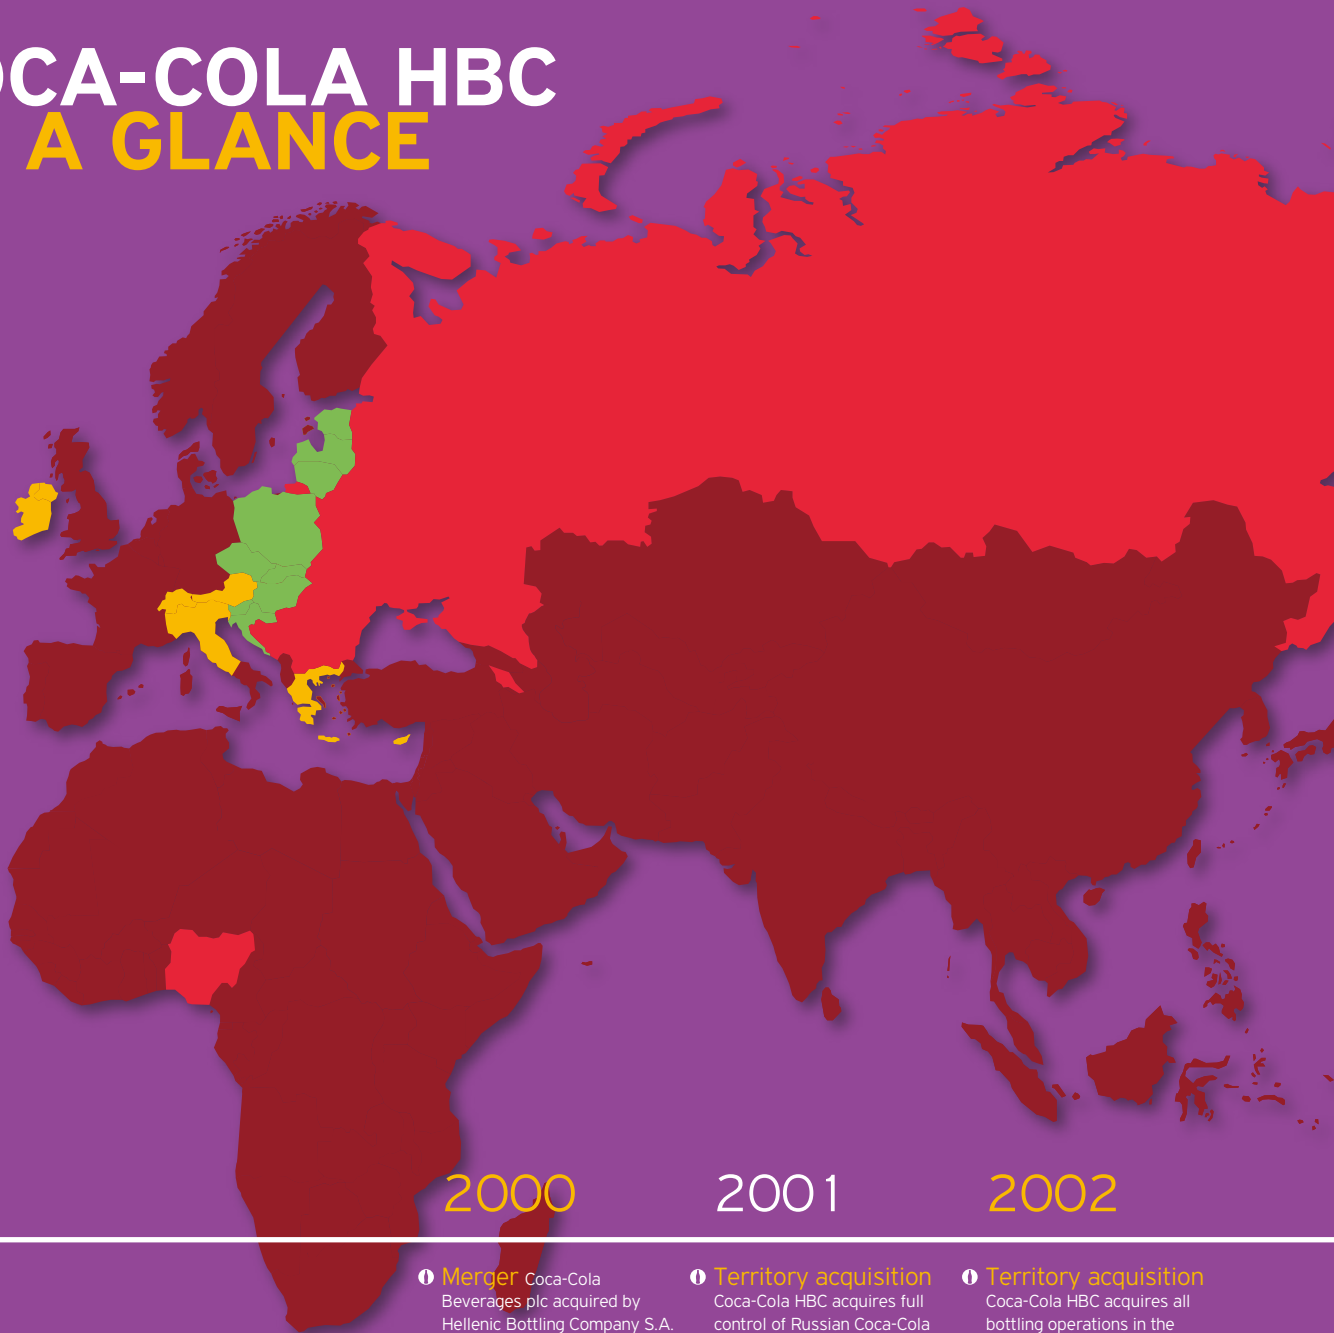 OCA-COLA HBC
A GLANCE
2000
2001
2002
Merger Coca-Cola
Beverages plc acquired by
Hellenic Bottling Company S.A.
Territory acquisition
Coca-Cola HBC acquires full
control of Russian Coca-Cola
Territory acquisition
Coca-Cola HBC acquires all
bottling operations in the